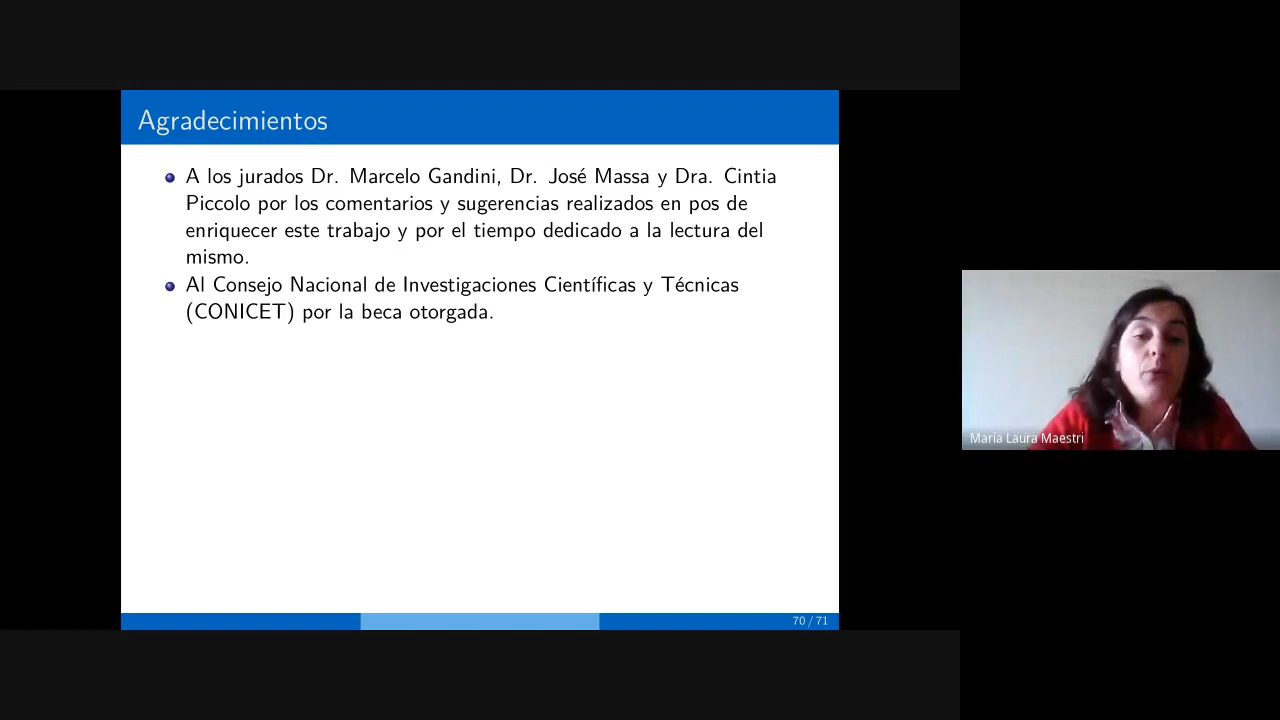 Agradecimientos
A los jurados Dr. Marcelo Gandini, Dr. José Massa y Dra. Cintia
Piccolo por los comentarios y sugerencias realizados en pos de
enriquecer este trabajo y por el tiempo dedicado a la lectura del
mismo.
Al Consejo Nacional de Investigaciones Científicas y Técnicas
(CONICET) por la beca otorgada.
70 / 71
María Laura Maestri